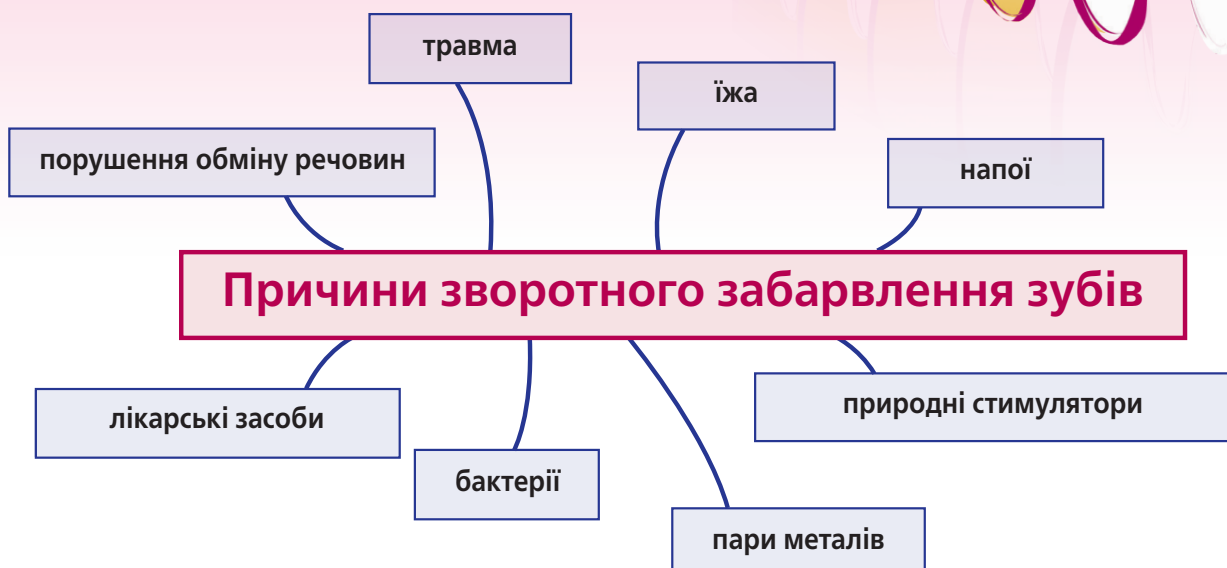 травма
їжа
порушення обміну речовин
напої
Причини зворотного забарвлення зубів
лікарські засоби
природні стимулятори
бактерії
пари металів